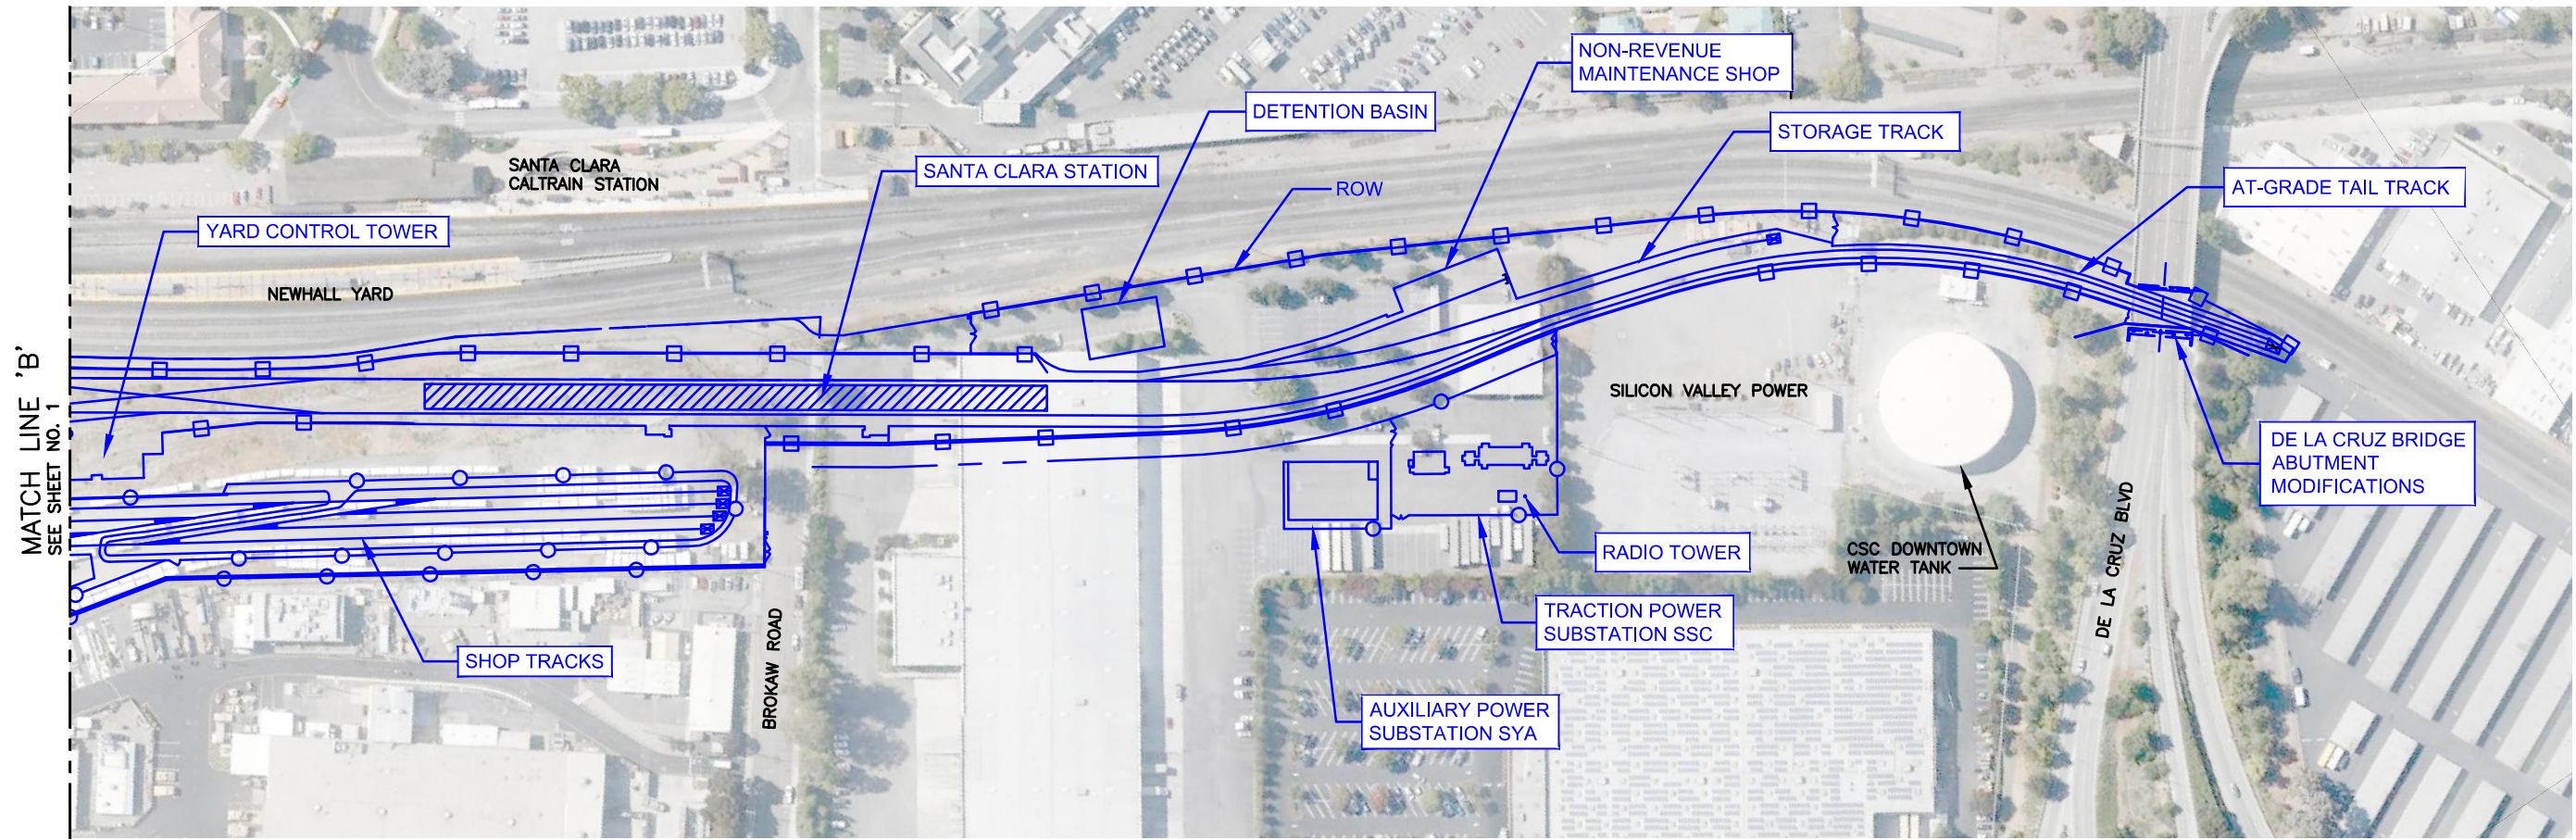 NON-REVENUE
MAINTENANCE SHOP
DETENTION BASIN
STORAGE TRACK
SANTA CLARA
CALTRAIN STATION
SANTA CLARA STATION
ROW
AT-GRADE TAIL TRACK
YARD CONTROL TOWER
NEWHALL YARD
MATCH LINE 'B'
SEE SHEET NO. 1
SILICON VALLEY POWER
DE LA CRUZ BRIDGE
ABUTMENT
MODIFICATIONS
DE LA CRUZ BLVD
RADIO TOWER
CSC DOWNTOWN
WATER TANK
TRACTION POWER
SUBSTATION SSC
BROKAW ROAD
SHOP TRACKS
AUXILIARY POWER
SUBSTATION SYA